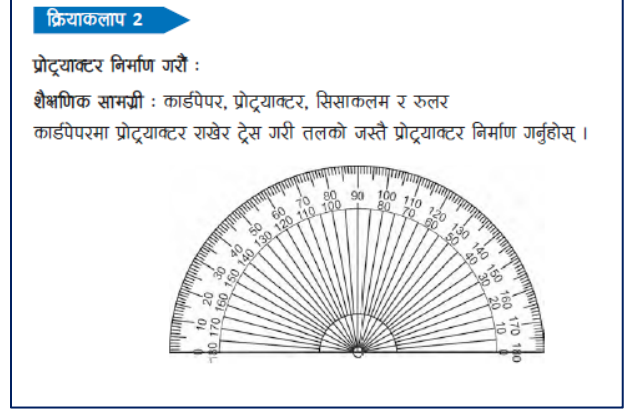 क्रियाकलाप 2
प्रोट्र्याक्टर निर्माण गरौँ :
शैक्षणिक सामग्री : कार्डपेपर, प्रोट्र्याक्टर, सिसाकलम र रुलर
कार्डपेपरमा प्रोट्र्याक्टर राखेर ट्रेस गरी तलको जस्तै प्रोट्र्याक्टर निर्माण गर्नुहोस् ।
0 10 20 30 40 50 60 70 80 90 100 110 120 130 140 150 160 170 180
180 170 160 150 140 130 120 110 100 80 70 60 50 40 30 20 10 0